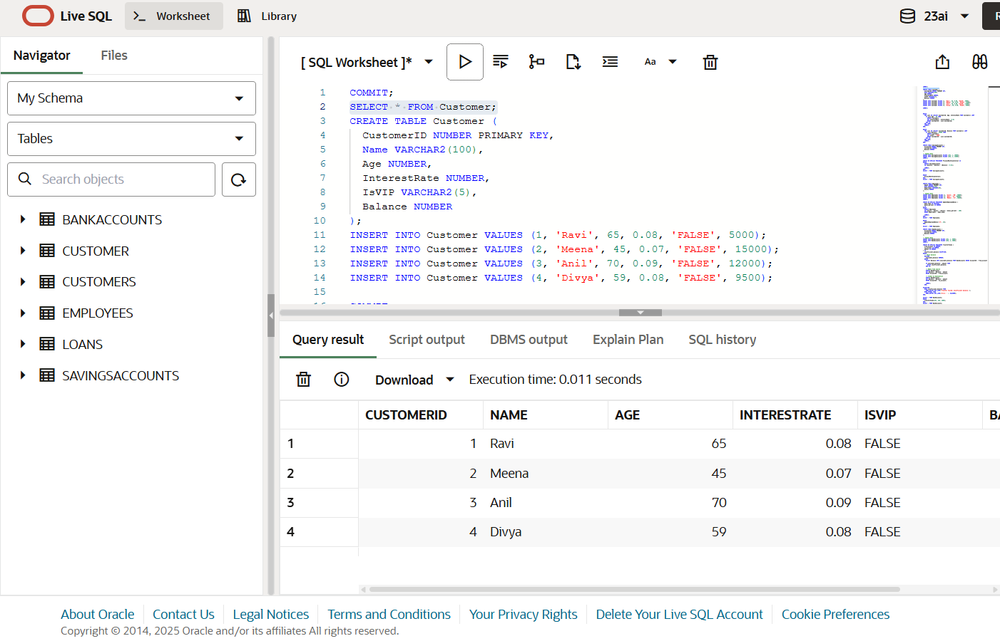 Live SQL
Worksheet
Library
23ai
Navigator
Files
My Schema
Tables
Search objects
BANKACCOUNTS
CUSTOMER
CUSTOMERS
EMPLOYEES
LOANS
SAVINGSACCOUNTS
[ SQL Worksheet ]*
Aa
1 COMMIT;
2 SELECT * FROM Customer;
3 CREATE TABLE Customer (
4 CustomerID NUMBER PRIMARY KEY,
5 Name VARCHAR2(100),
6 Age NUMBER,
7 InterestRate NUMBER,
8 IsVIP VARCHAR2(5),
9 Balance NUMBER
10 );
11 INSERT INTO Customer VALUES (1, 'Ravi', 65, 0.08, 'FALSE', 5000);
12 INSERT INTO Customer VALUES (2, 'Meena', 45, 0.07, 'FALSE', 15000);
13 INSERT INTO Customer VALUES (3, 'Anil', 70, 0.09, 'FALSE', 12000);
14 INSERT INTO Customer VALUES (4, 'Divya', 59, 0.08, 'FALSE', 9500);
15
Query result
Script output
DBMS output
Explain Plan
SQL history
Download
Execution time: 0.011 seconds
CUSTOMERID NAME AGE INTERESTRATE ISVIP
1 1 Ravi 65 0.08 FALSE
2 2 Meena 45 0.07 FALSE
3 3 Anil 70 0.09 FALSE
4 4 Divya 59 0.08 FALSE
About Oracle
Contact Us
Legal Notices
Terms and Conditions
Your Privacy Rights
Delete Your Live SQL Account
Cookie Preferences
Copyright © 2014, 2025 Oracle and/or its affiliates All rights reserved.